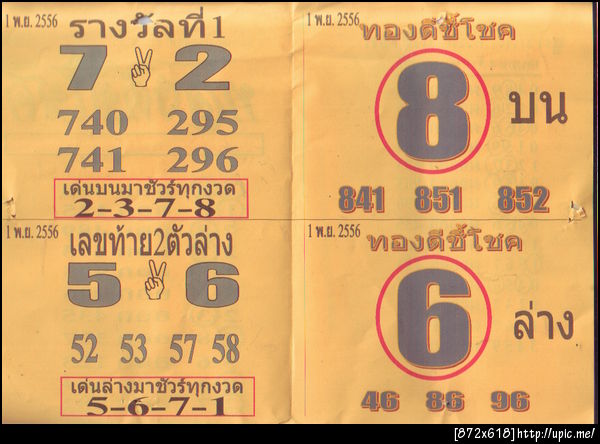 1 พ.ย. 2556
รางวัลที่ 1
7 2
740 295
741 296
เด่นบนมาชัวร์ทุกงวด
2-3-7-8
1 พ.ย. 2556
ทองดีชี้โชค
8 บน
841 851 852
1 พ.ย. 2556
เลขท้าย2ตัวล่าง
5 6
52 53 57 58
เด่นล่างมาชัวร์ทุกงวด
5-6-7-1
1 พ.ย. 2556
ทองดีชี้โชค
6 ล่าง
46 86 96
[872x618]http://upic.me/